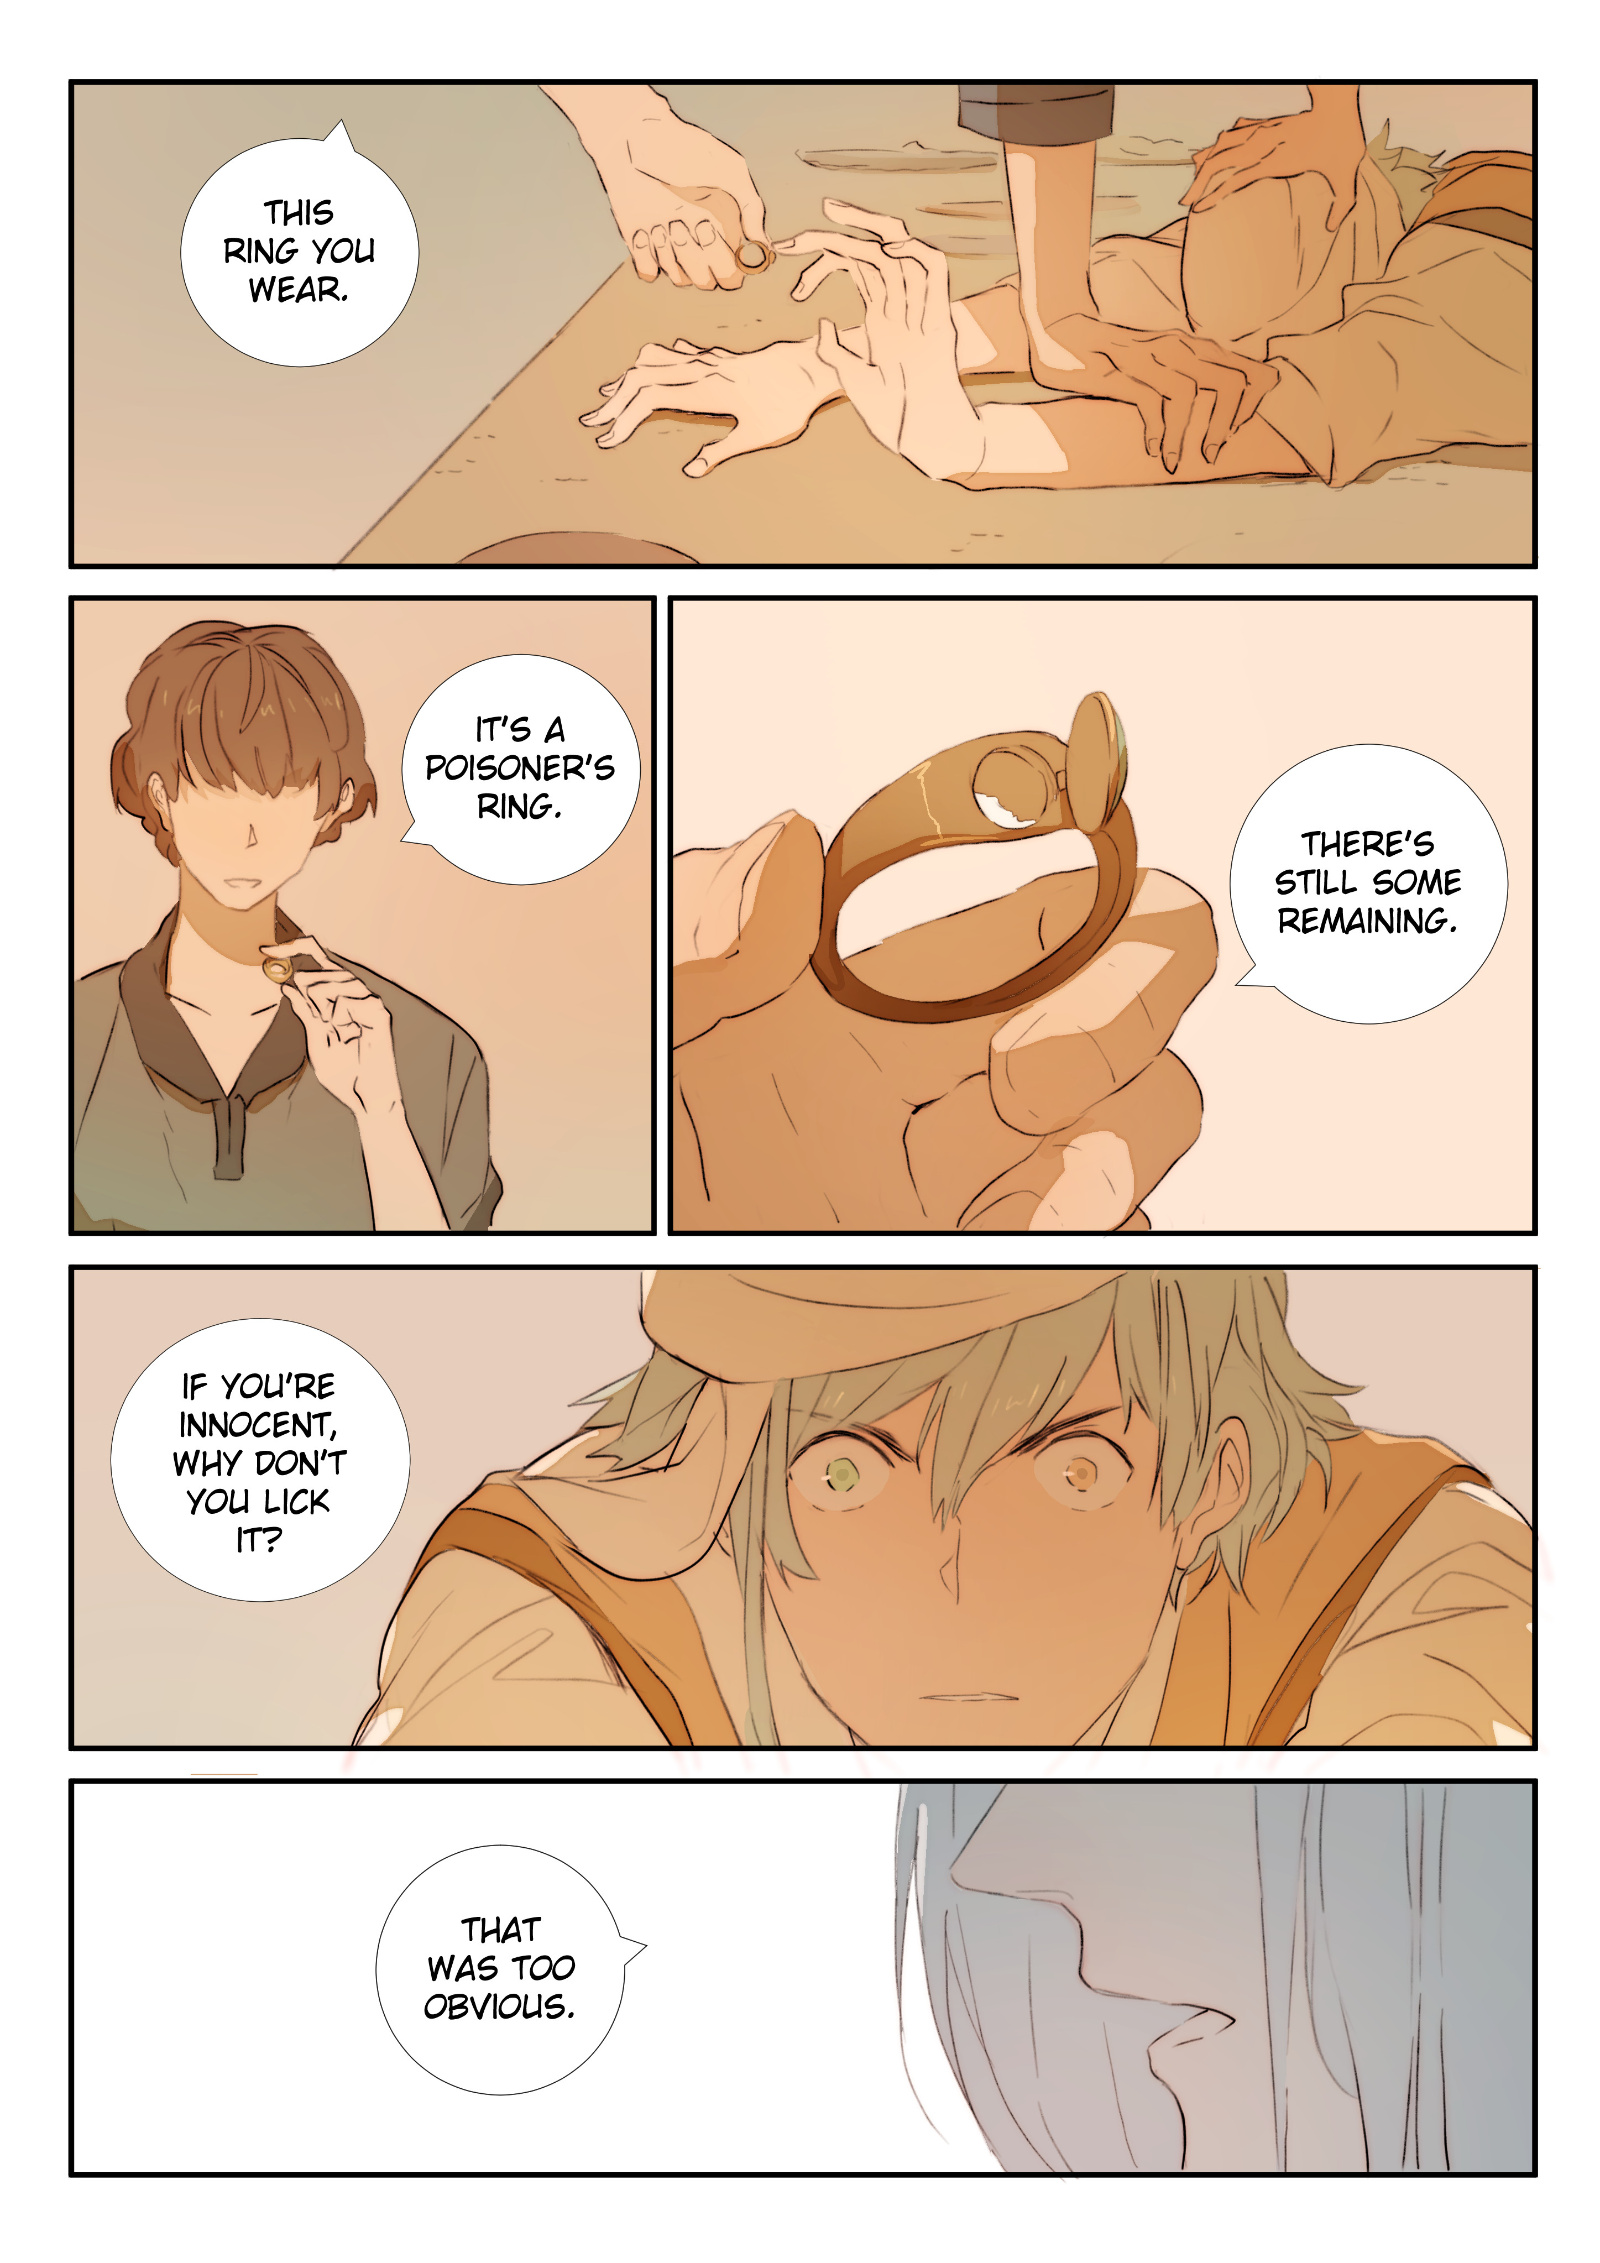 THIS
RING YOU
WEAR.
IT'S A
POISONER'S
RING.
THERE'S
STILL SOME
REMAINING.
IF YOU'RE
INNOCENT,
WHY DON'T
YOU LICK
IT?
THAT
WAS TOO
OBVIOUS.